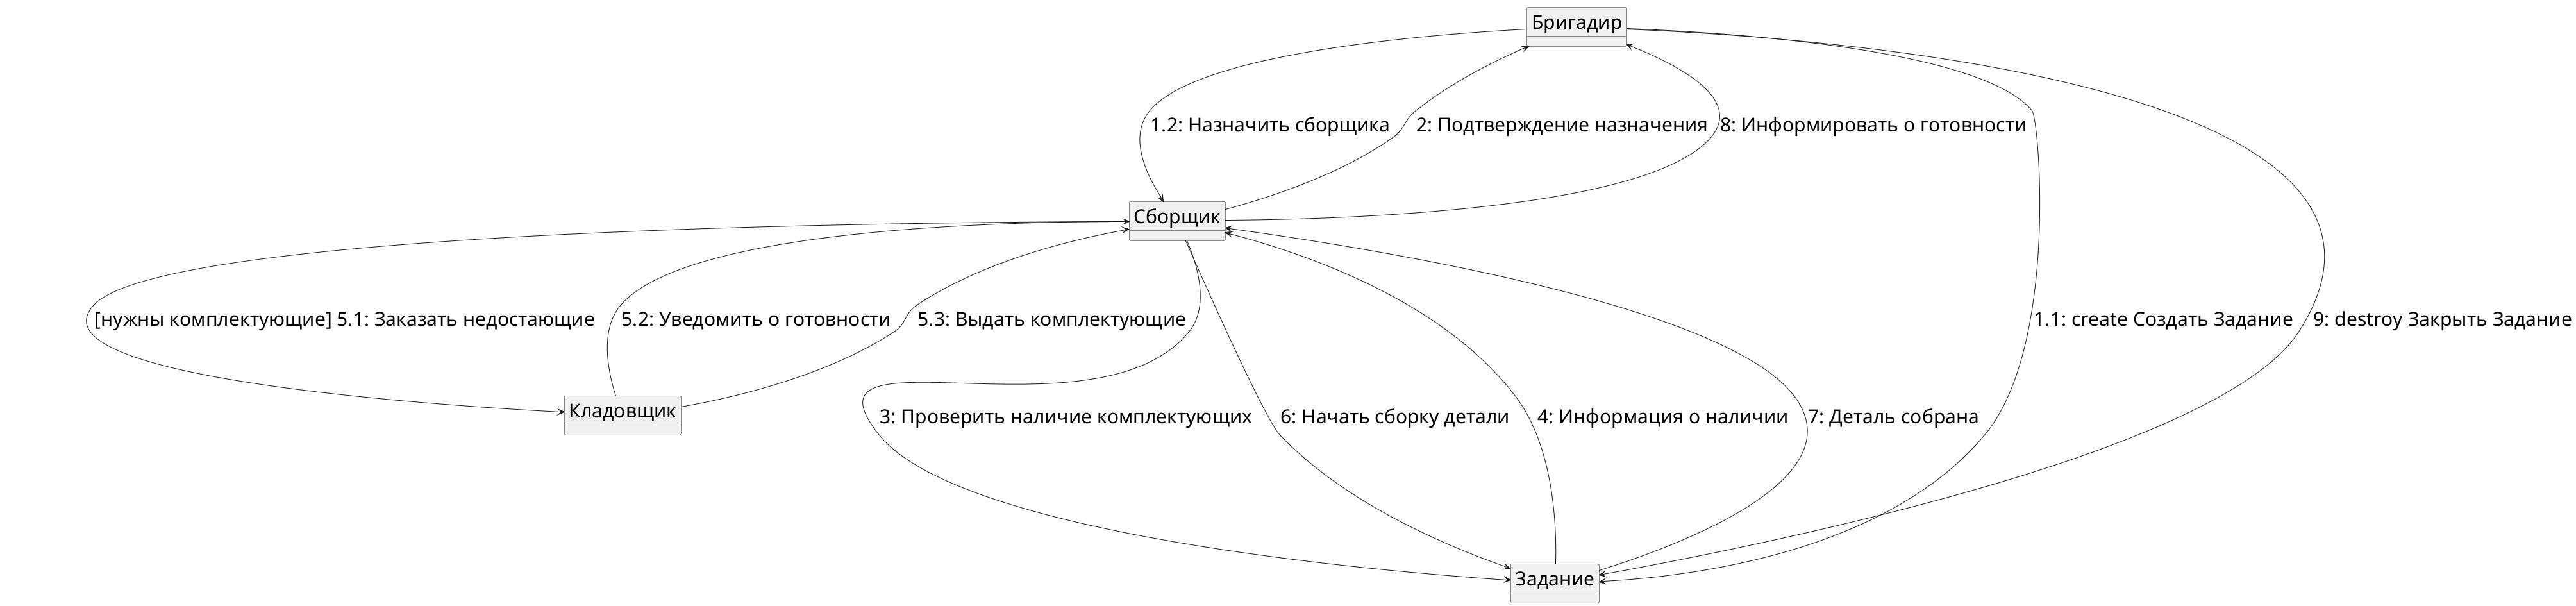 Бригадир
1.2: Назначить сборщика
2: Подтверждение назначения
8: Информировать о готовности
Сборщик
[нужны комплектующие] 5.1: Заказать недостающие
5.2: Уведомить о готовности
5.3: Выдать комплектующие
1.1: create Создать Задание
9: destroy Закрыть Задание
Кладовщик
3: Проверить наличие комплектующих
6: Начать сборку детали
4: Информация о наличии
7: Деталь собрана
Задание